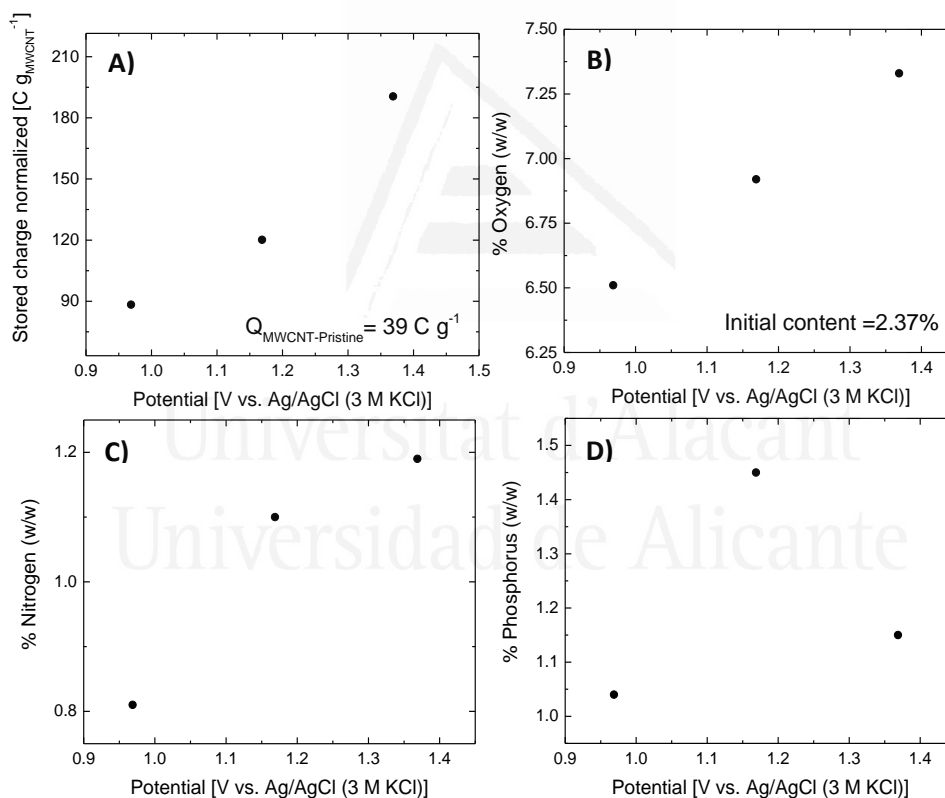 A)
Stored charge normalized [C g_MWCNT^-1]
210
180
150
120
90
Q_MWCNT-Pristine = 39 C g^-1
0.9 1.0 1.1 1.2 1.3 1.4 1.5
Potential [V vs. Ag/AgCl (3 M KCl)]
B)
% Oxygen (w/w)
7.50
7.25
7.00
6.75
6.50
6.25
Initial content =2.37%
0.9 1.0 1.1 1.2 1.3 1.4
Potential [V vs. Ag/AgCl (3 M KCl)]
Universitat d'Alacant
Universidad de Alicante
C)
% Nitrogen (w/w)
1.2
1.0
0.8
0.9 1.0 1.1 1.2 1.3 1.4
Potential [V vs. Ag/AgCl (3 M KCl)]
D)
% Phosphorus (w/w)
1.5
1.4
1.3
1.2
1.1
1.0
0.9 1.0 1.1 1.2 1.3 1.4
Potential [V vs. Ag/AgCl (3 M KCl)]